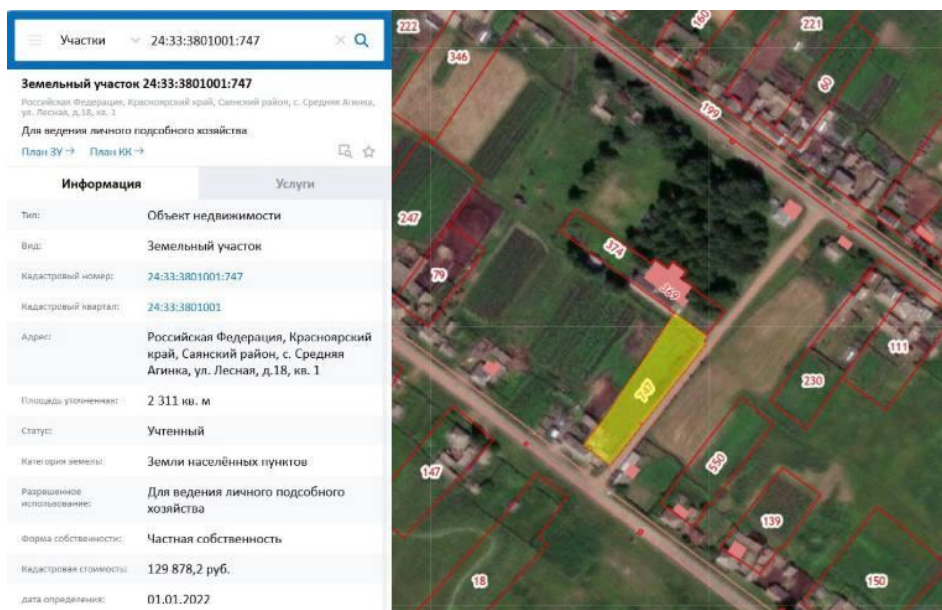 Участки 24:33:3801001:747
Земельный участок 24:33:3801001:747
Российская Федерация, Красноярский край, Саянский район, с. Средняя Агинка,
ул. Лесная, д.18, кв. 1
Для ведения личного подсобного хозяйства
План ЗУ → План КК →
Информация Услуги
Тип: Объект недвижимости
Вид: Земельный участок
Кадастровый номер: 24:33:3801001:747
Кадастровый квартал: 24:33:3801001
Адрес: Российская Федерация, Красноярский
край, Саянский район, с. Средняя
Агинка, ул. Лесная, д.18, кв. 1
Площадь уточненная: 2 311 кв. м
Статус: Учтенный
Категория земель: Земли населённых пунктов
Разрешенное
использование: Для ведения личного подсобного
хозяйства
Форма собственности: Частная собственность
Кадастровая стоимость: 129 878,2 руб.
дата определения: 01.01.2022
222
160
221
346
60
199
247
374
79
369
111
747
230
550
147
139
18
150